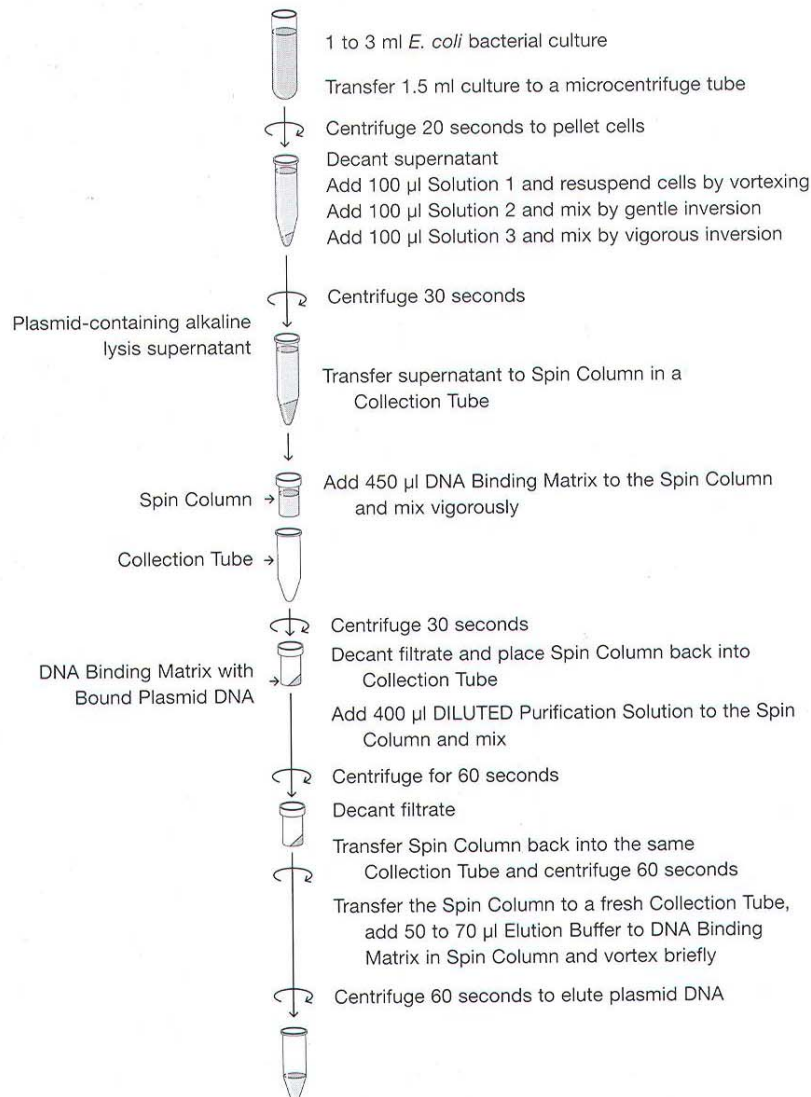 1 to 3 ml E. coli bacterial culture
Transfer 1.5 ml culture to a microcentrifuge tube
Centrifuge 20 seconds to pellet cells
Decant supernatant
Add 100 µl Solution 1 and resuspend cells by vortexing
Add 100 µl Solution 2 and mix by gentle inversion
Add 100 µl Solution 3 and mix by vigorous inversion
Centrifuge 30 seconds
Plasmid-containing alkaline
lysis supernatant
Transfer supernatant to Spin Column in a
Collection Tube
Add 450 µl DNA Binding Matrix to the Spin Column
and mix vigorously
Spin Column →
Collection Tube →
Centrifuge 30 seconds
Decant filtrate and place Spin Column back into
Collection Tube
DNA Binding Matrix with
Bound Plasmid DNA →
Add 400 µl DILUTED Purification Solution to the Spin
Column and mix
Centrifuge for 60 seconds
Decant filtrate
Transfer Spin Column back into the same
Collection Tube and centrifuge 60 seconds
Transfer the Spin Column to a fresh Collection Tube,
add 50 to 70 µl Elution Buffer to DNA Binding
Matrix in Spin Column and vortex briefly
Centrifuge 60 seconds to elute plasmid DNA